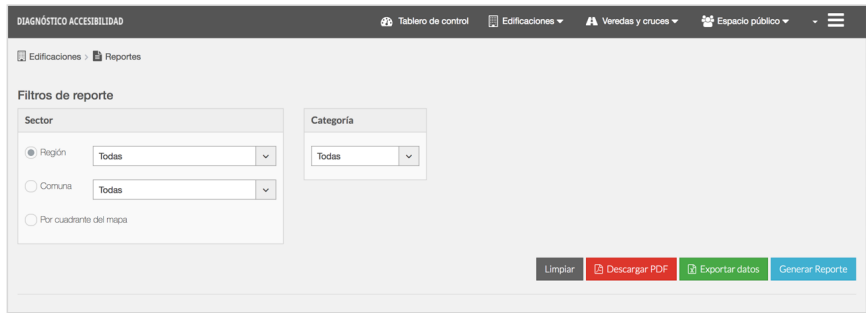 DIAGNÓSTICO ACCESIBILIDAD Tablero de control Edificaciones Veredas y cruces Espacio público
Edificaciones > Reportes
Filtros de reporte
Sector Categoría
Región Todas Todas
Comuna Todas
Por cuadrante del mapa
Limpiar Descargar PDF Exportar datos Generar Reporte